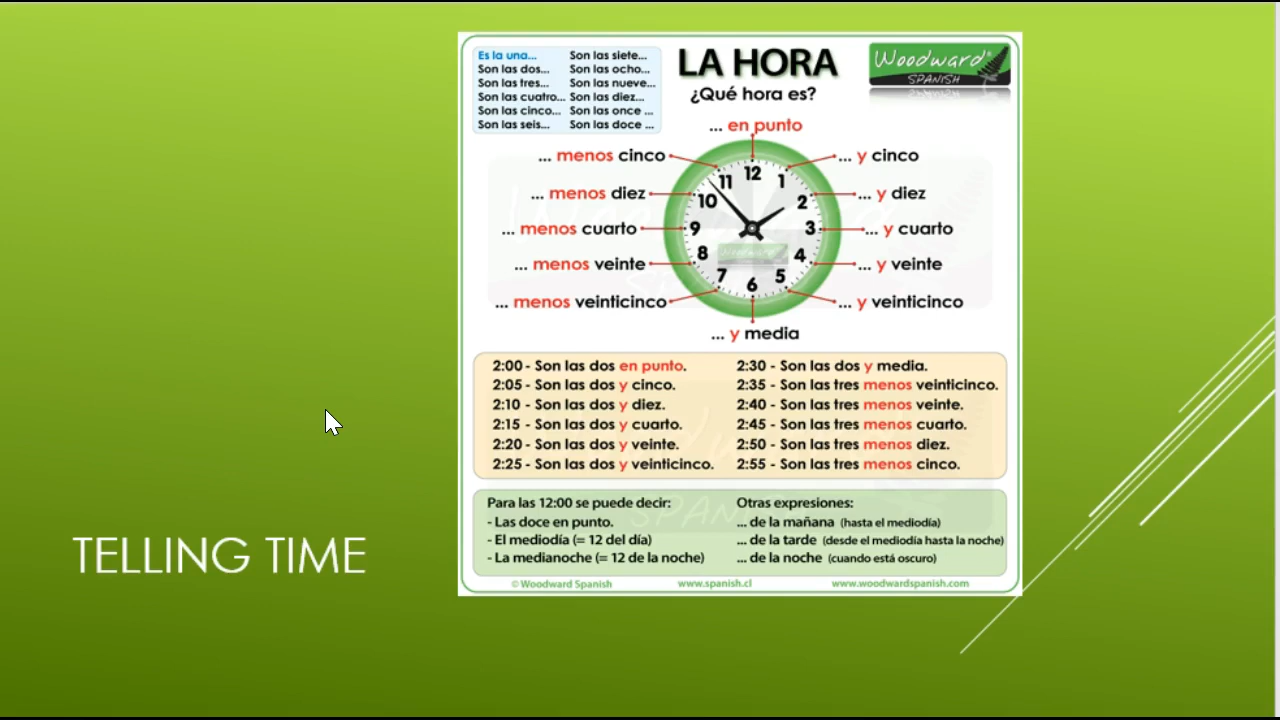 Es la una... Son las siete...
Son las dos... Son las ocho...
Son las tres... Son las nueve...
Son las cuatro... Son las diez...
Son las cinco... Son las once ...
Son las seis... Son las doce ...
LA HORA
¿Qué hora es?
Woodward®
SPANISH
... en punto
... menos cinco
... y cinco
... menos diez
... y diez
... menos cuarto
... y cuarto
... menos veinte
... y veinte
... menos veinticinco
... y veinticinco
... y media
12
11 1
10 2
9 3
8 4
7 5
6
2:00 - Son las dos en punto.
2:05 - Son las dos y cinco.
2:10 - Son las dos y diez.
2:15 - Son las dos y cuarto.
2:20 - Son las dos y veinte.
2:25 - Son las dos y veinticinco.
2:30 - Son las dos y media.
2:35 - Son las tres menos veinticinco.
2:40 - Son las tres menos veinte.
2:45 - Son las tres menos cuarto.
2:50 - Son las tres menos diez.
2:55 - Son las tres menos cinco.
Para las 12:00 se puede decir:
- Las doce en punto.
- El mediodía (= 12 del día)
- La medianoche (= 12 de la noche)
Otras expresiones:
... de la mañana (hasta el mediodía)
... de la tarde (desde el mediodía hasta la noche)
... de la noche (cuando está oscuro)
© Woodward Spanish www.spanish.cl www.woodwardspanish.com
TELLING TIME